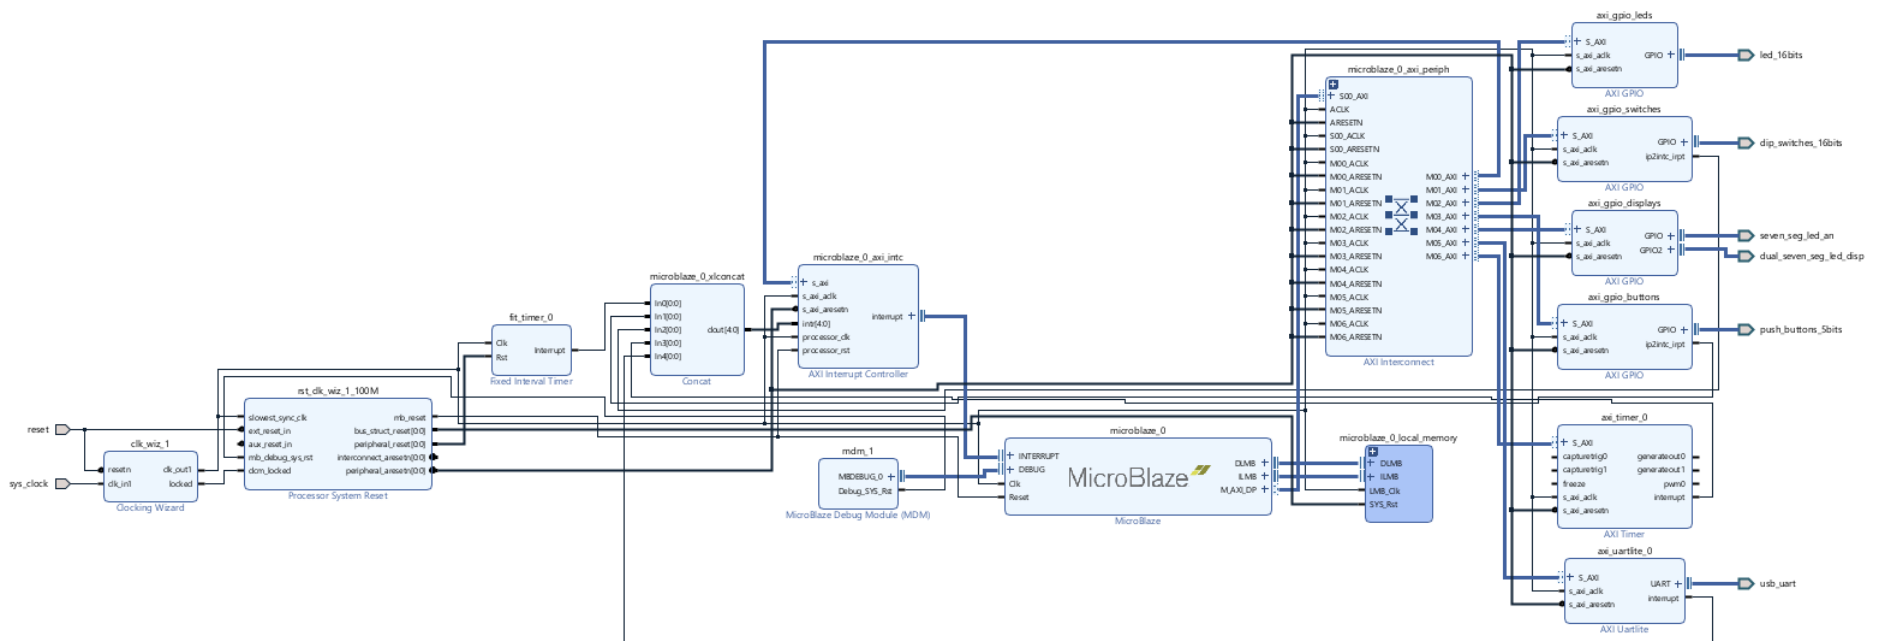 reset
sys_clock
clk_wiz_1
resetn
clk_in1
clk_out1
locked
Clocking Wizard
rst_clk_wiz_1_100M
slowest_sync_clk
ext_reset_in
aux_reset_in
mb_debug_sys_rst
dcm_locked
mb_reset
bus_struct_reset[0:0]
peripheral_reset[0:0]
interconnect_aresetn[0:0]
peripheral_aresetn[0:0]
Processor System Reset
fit_timer_0
Clk
Rst
Interrupt
Fixed Interval Timer
microblaze_0_xlconcat
In0[0:0]
In1[0:0]
In2[0:0]
In3[0:0]
In4[0:0]
dout[4:0]
Concat
microblaze_0_axi_intc
s_axi
s_axi_aclk
s_axi_aresetn
intr[4:0]
processor_clk
processor_rst
interrupt
AXI Interrupt Controller
mdm_1
MBDEBUG_0
Debug_SYS_Rst
MicroBlaze Debug Module (MDM)
microblaze_0
INTERRUPT
DEBUG
Clk
Reset
MicroBlaze
DLMB
ILMB
M_AXI_DP
MicroBlaze
microblaze_0_local_memory
DLMB
ILMB
LMB_Clk
SYS_Rst
microblaze_0_axi_periph
S00_AXI
ACLK
ARESETN
S00_ACLK
S00_ARESETN
M00_ACLK
M00_ARESETN
M01_ACLK
M01_ARESETN
M02_ACLK
M02_ARESETN
M03_ACLK
M03_ARESETN
M04_ACLK
M04_ARESETN
M05_ACLK
M05_ARESETN
M06_ACLK
M06_ARESETN
M00_AXI
M01_AXI
M02_AXI
M03_AXI
M04_AXI
M05_AXI
M06_AXI
AXI Interconnect
axi_gpio_leds
S_AXI
s_axi_aclk
s_axi_aresetn
GPIO
AXI GPIO
led_16bits
axi_gpio_switches
S_AXI
s_axi_aclk
s_axi_aresetn
GPIO
ip2intc_irpt
AXI GPIO
dip_switches_16bits
axi_gpio_displays
S_AXI
s_axi_aclk
s_axi_aresetn
GPIO
GPIO2
AXI GPIO
seven_seg_led_an
dual_seven_seg_led_disp
axi_gpio_buttons
S_AXI
s_axi_aclk
s_axi_aresetn
GPIO
ip2intc_irpt
AXI GPIO
push_buttons_5bits
axi_timer_0
S_AXI
capturetrig0
capturetrig1
freeze
s_axi_aclk
s_axi_aresetn
generateout0
generateout1
pwm0
interrupt
AXI Timer
axi_uartlite_0
S_AXI
s_axi_aclk
s_axi_aresetn
UART
interrupt
AXI Uartlite
usb_uart